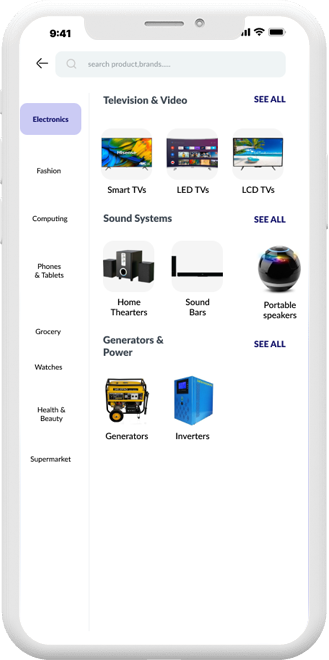 9:41
search product,brands.....
Electronics
Fashion
Computing
Phones
& Tablets
Grocery
Watches
Health &
Beauty
Supermarket
Television & Video
SEE ALL
Smart TVs
LED TVs
LCD TVs
Sound Systems
SEE ALL
Home
Thearters
Sound
Bars
Portable
speakers
Generators &
Power
SEE ALL
Generators
Inverters